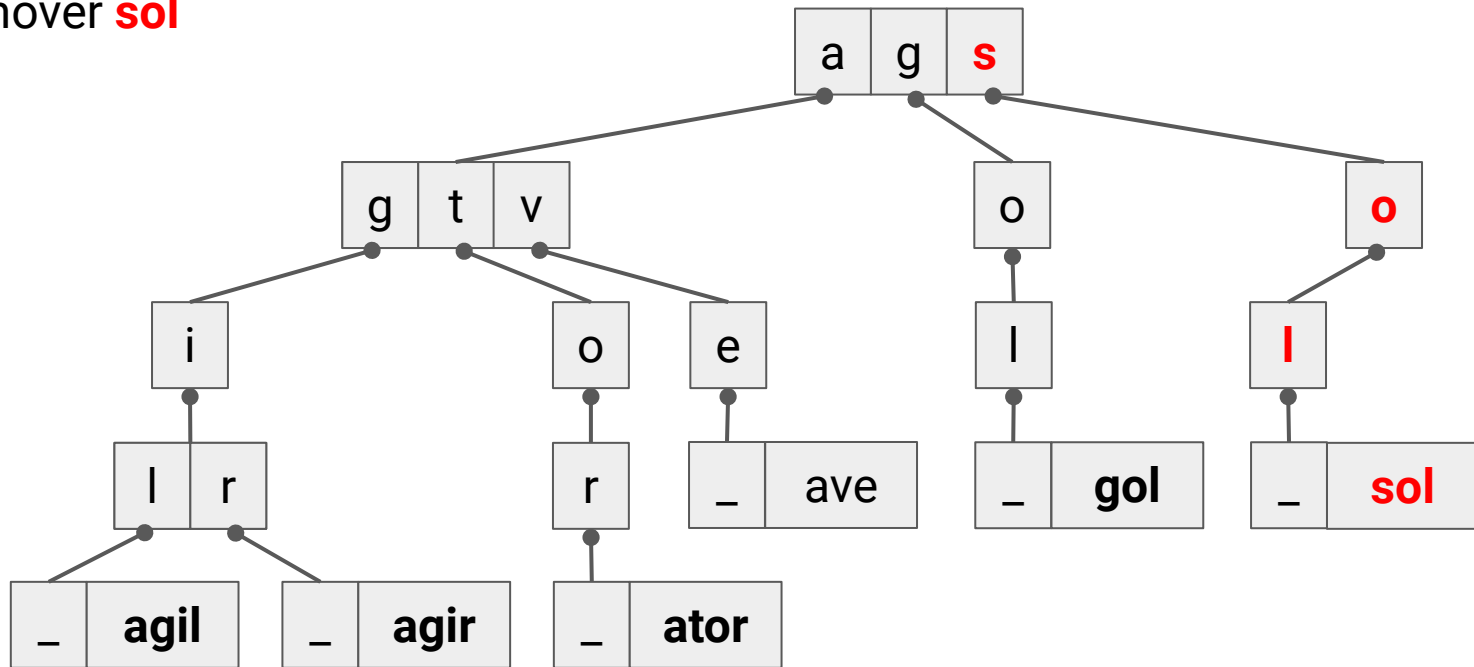 nover sol
a g s
g t v o o
i o e l l
l r r _ ave _ gol _ sol
_ agil _ agir _ ator